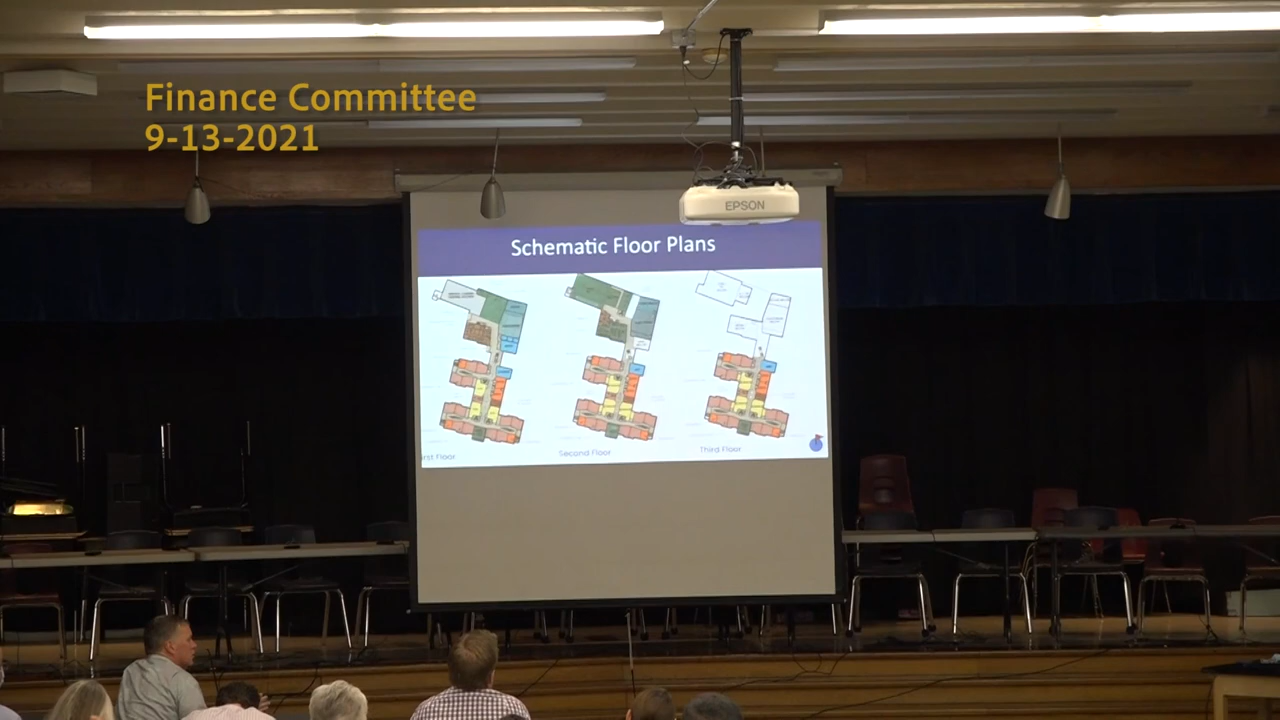 Finance Committee
9-13-2021
EPSON
Schematic Floor Plans
irst Floor
Second Floor
Third Floor